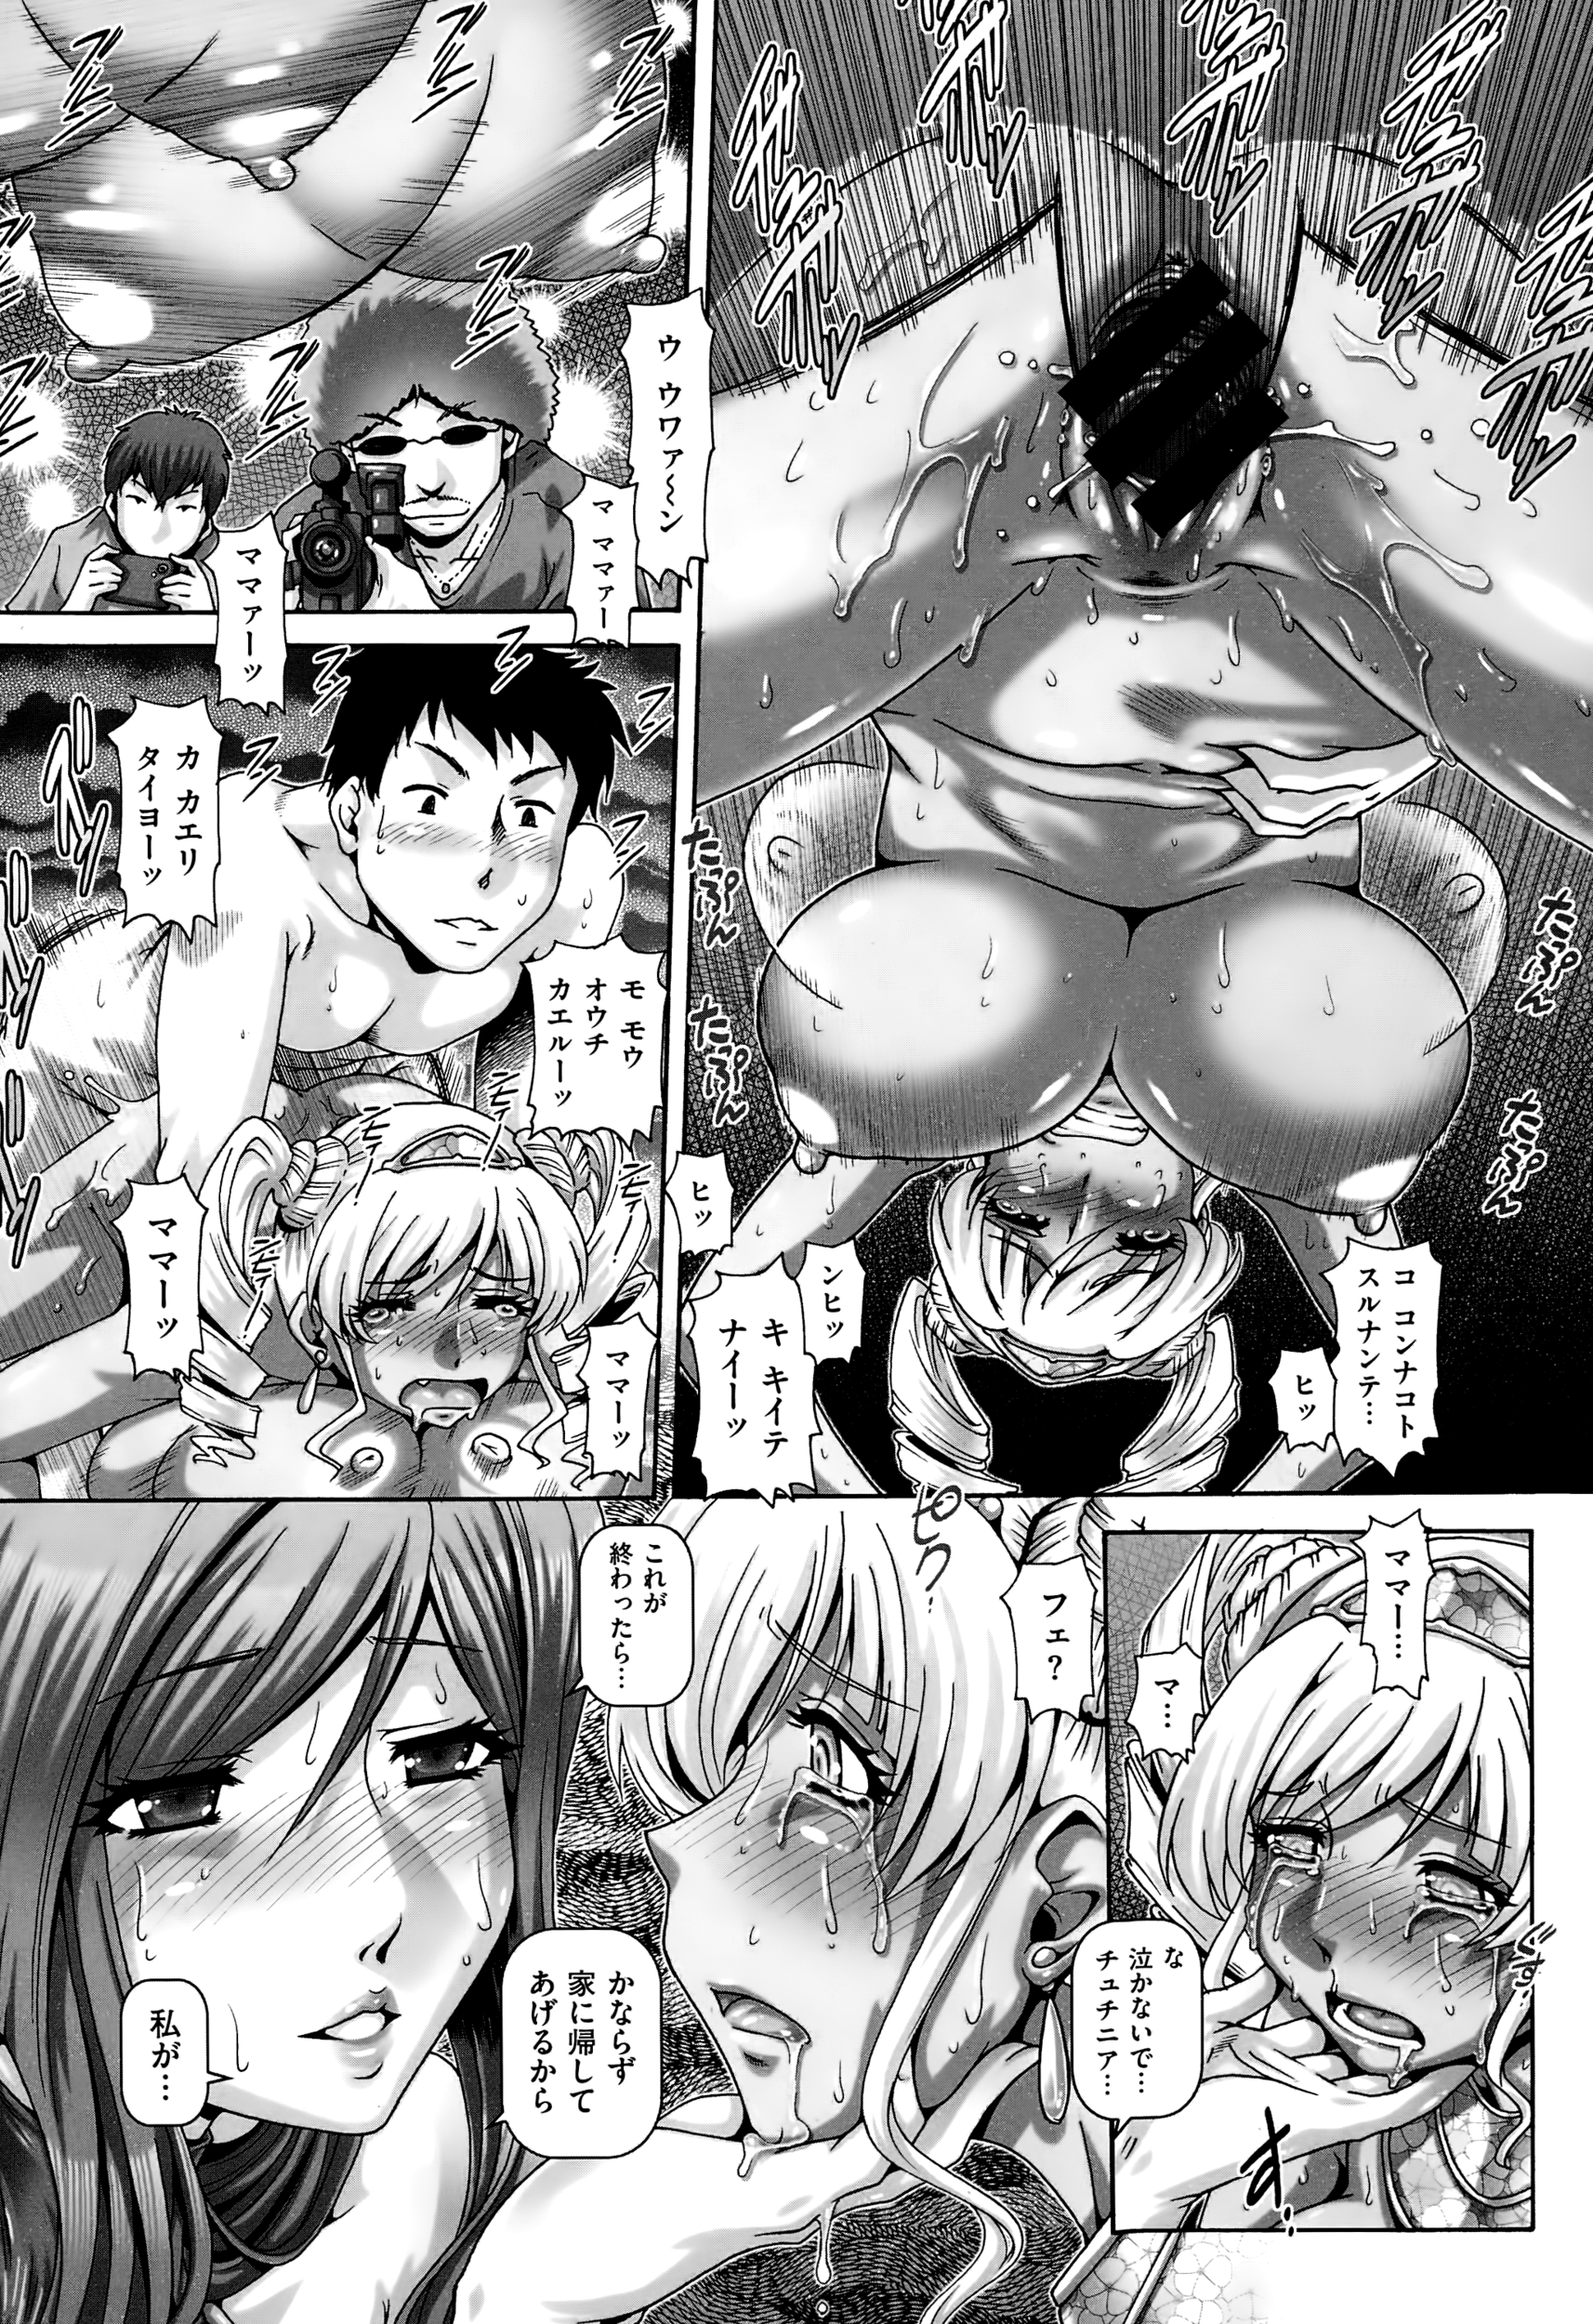 コ コンナコト
スルナンテ…
ヒッ
ンヒッ
キ キイテ
ナイーッ
ヒッ
たぷん
たぷん
たぷん
たぷん
ウ ウワァ〜ン
マ ママァー
ママァーッ
カ カエリ
タイヨーッ
モ モウ
オウチ
カエルーッ
ママーッ
ママーッ
ママー…
マ…
な
泣かないで…
チュチニア…
フェ？
ピク
これが
終わったら…
かならず
家に帰して
あげるから
私が…